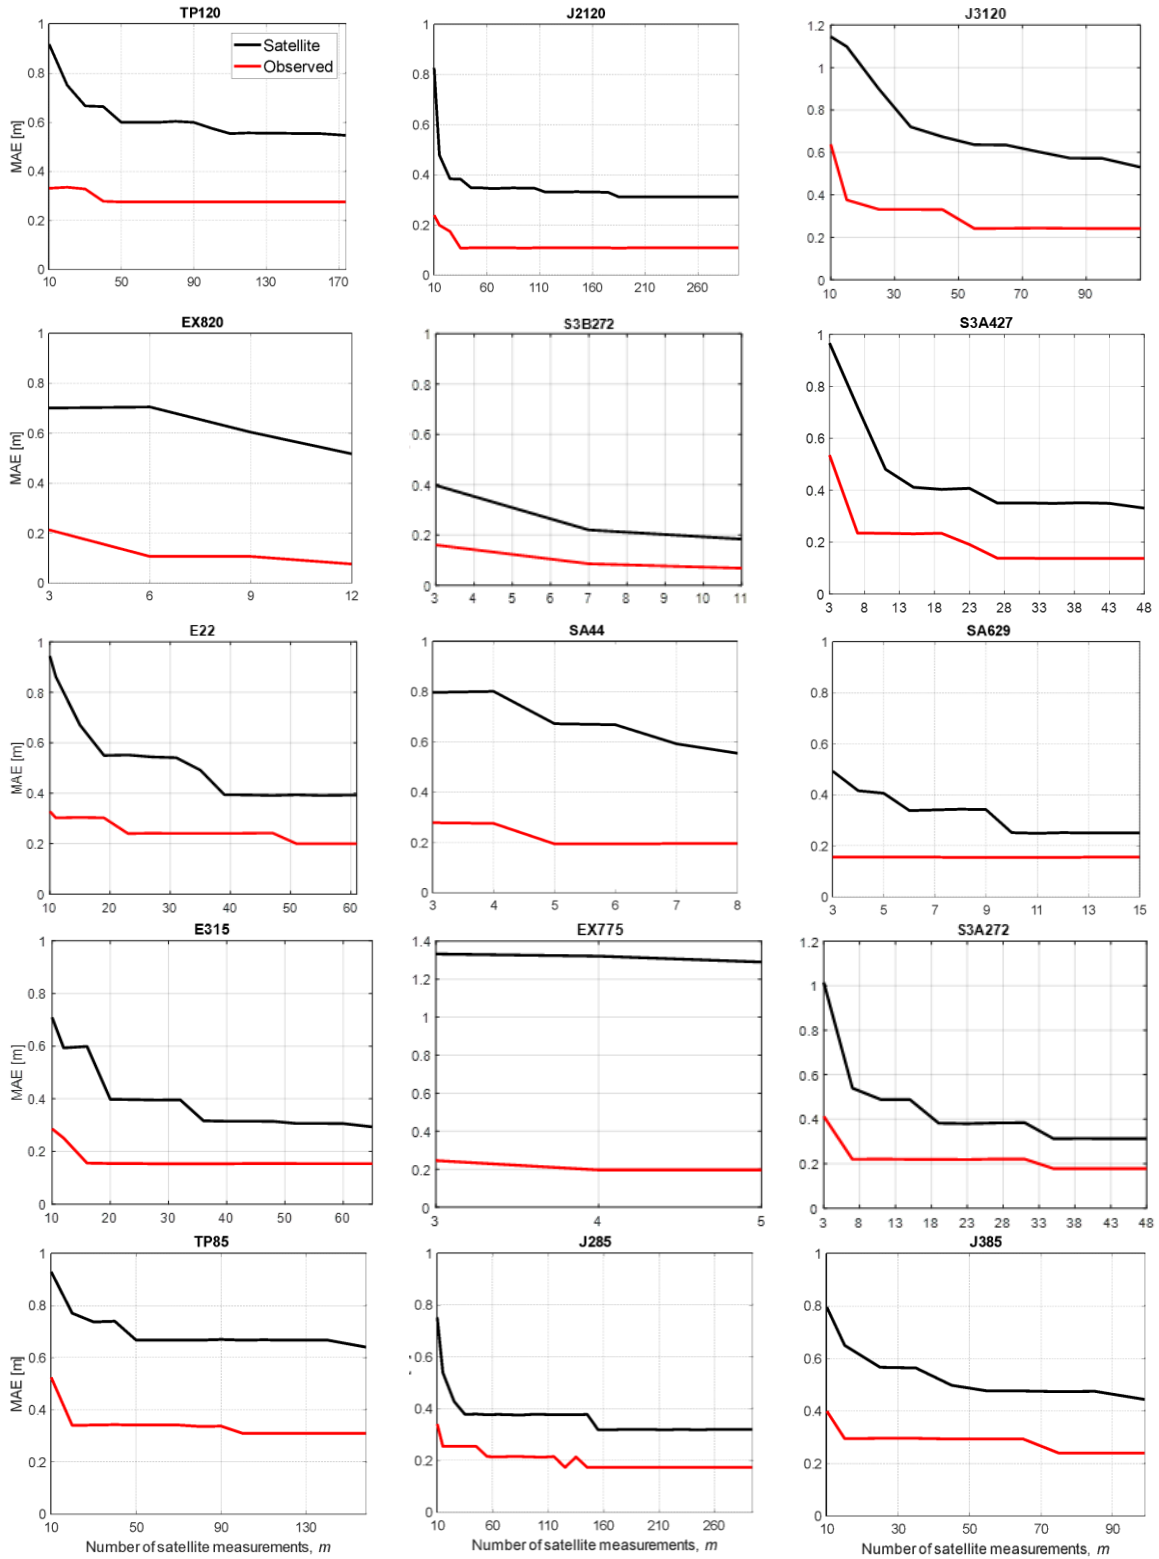 TP120
J2120
J3120
Satellite
Observed
MAE [m]
1
0.8
0.6
0.4
0.2
0
10 50 90 130 170
1
0.8
0.6
0.4
0.2
0
10 60 110 160 210 260
1.2
1
0.8
0.6
0.4
0.2
0
10 30 50 70 90
EX820
S3B272
S3A427
MAE [m]
1
0.8
0.6
0.4
0.2
0
3 6 9 12
1
0.8
0.6
0.4
0.2
0
3 4 5 6 7 8 9 10 11
1
0.8
0.6
0.4
0.2
0
3 8 13 18 23 28 33 38 43 48
E22
SA44
SA629
MAE [m]
1
0.8
0.6
0.4
0.2
0
10 20 30 40 50 60
1
0.8
0.6
0.4
0.2
0
3 4 5 6 7 8
1
0.8
0.6
0.4
0.2
0
3 5 7 9 11 13 15
E315
EX775
S3A272
MAE [m]
1
0.8
0.6
0.4
0.2
0
10 20 30 40 50 60
1.4
1.2
1
0.8
0.6
0.4
0.2
0
3 4 5
1.2
1
0.8
0.6
0.4
0.2
0
3 8 13 18 23 28 33 38 43 48
TP85
J285
J385
MAE [m]
1
0.8
0.6
0.4
0.2
0
10 50 90 130
Number of satellite measurements, m
1
0.8
0.6
0.4
0.2
0
10 60 110 160 210 260
Number of satellite measurements, m
1
0.8
0.6
0.4
0.2
0
10 30 50 70 90
Number of satellite measurements, m